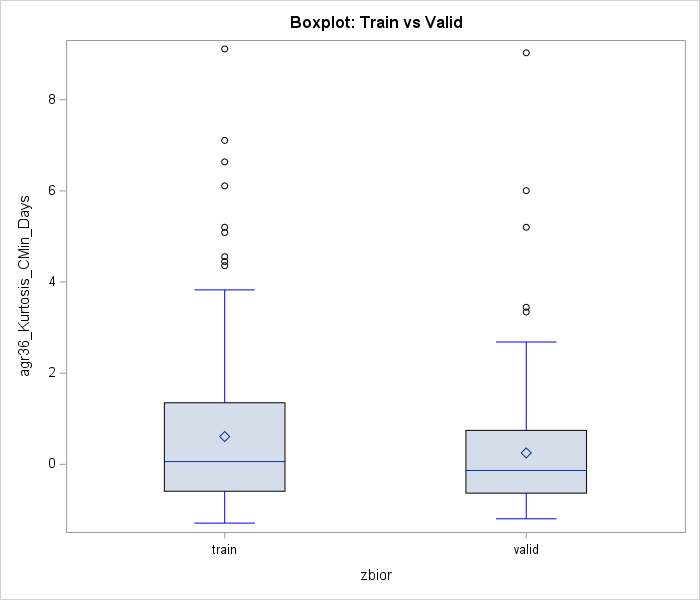 Boxplot: Train vs Valid
agr36_Kurtosis_CMin_Days
8
6
4
2
0
train
valid
zbior